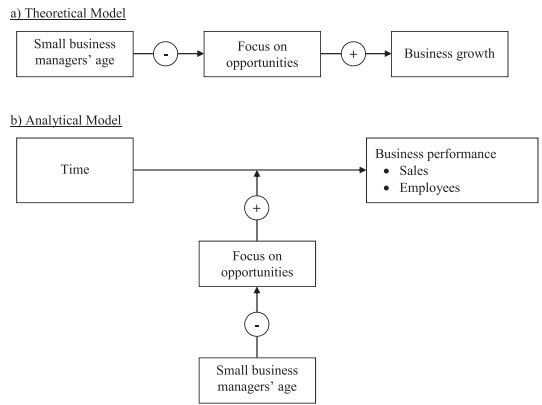 a) Theoretical Model
Small business
managers' age
-
Focus on
opportunities
+
Business growth
b) Analytical Model
Time
Business performance
• Sales
• Employees
+
Focus on
opportunities
-
Small business
managers' age